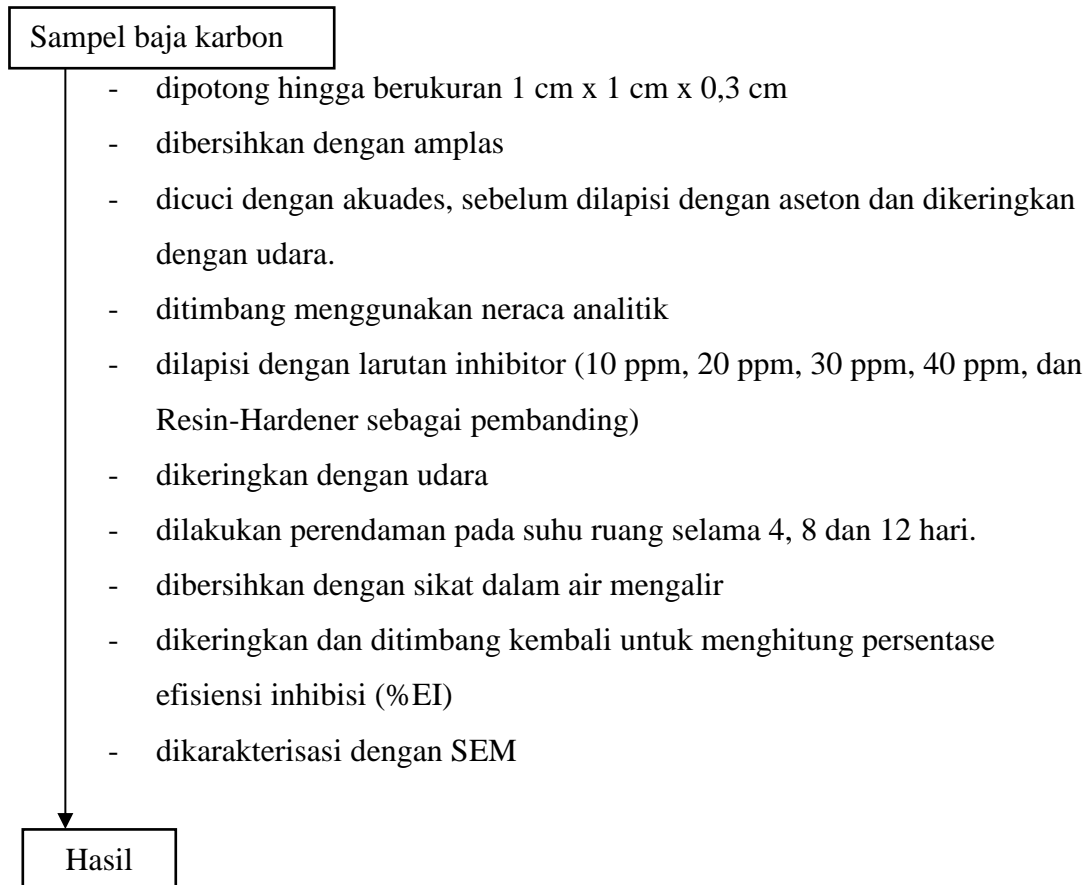 Sampel baja karbon
- dipotong hingga berukuran 1 cm x 1 cm x 0,3 cm
- dibersihkan dengan amplas
- dicuci dengan akuades, sebelum dilapisi dengan aseton dan dikeringkan
dengan udara.
- ditimbang menggunakan neraca analitik
- dilapisi dengan larutan inhibitor (10 ppm, 20 ppm, 30 ppm, 40 ppm, dan
Resin-Hardener sebagai pembanding)
- dikeringkan dengan udara
- dilakukan perendaman pada suhu ruang selama 4, 8 dan 12 hari.
- dibersihkan dengan sikat dalam air mengalir
- dikeringkan dan ditimbang kembali untuk menghitung persentase
efisiensi inhibisi (%EI)
- dikarakterisasi dengan SEM
Hasil